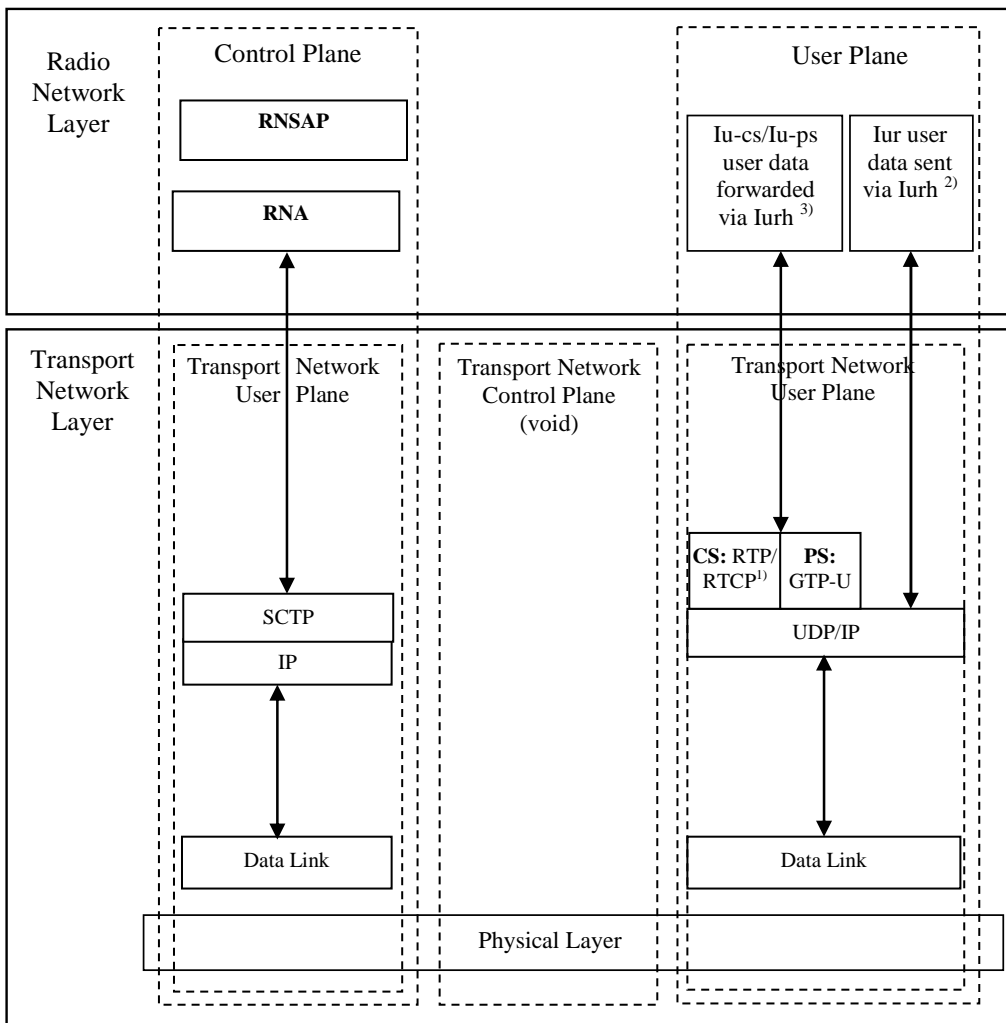 Radio
Network
Layer
Control Plane
RNSAP
RNA
User Plane
Iu-cs/Iu-ps
user data
forwarded
via Iurh 3)
Iur user
data sent
via Iurh 2)
Transport
Network
Layer
Transport Network
User Plane
Transport Network
Control Plane
(void)
Transport Network
User Plane
SCTP
IP
CS: RTP/
RTCP1)
PS:
GTP-U
UDP/IP
Data Link
Data Link
Physical Layer